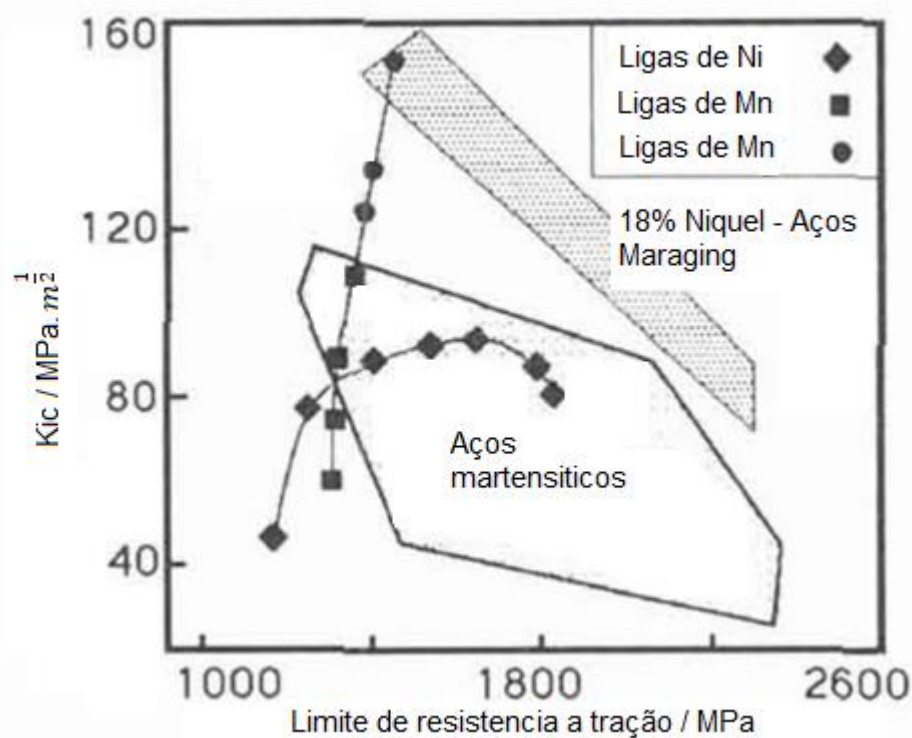 160
120
80
40
Kic / MPa.m^1/2
Ligas de Ni
Ligas de Mn
Ligas de Mn
18% Niquel - Aços
Maraging
Aços
martensiticos
1000 1800 2600
Limite de resistencia a tração / MPa